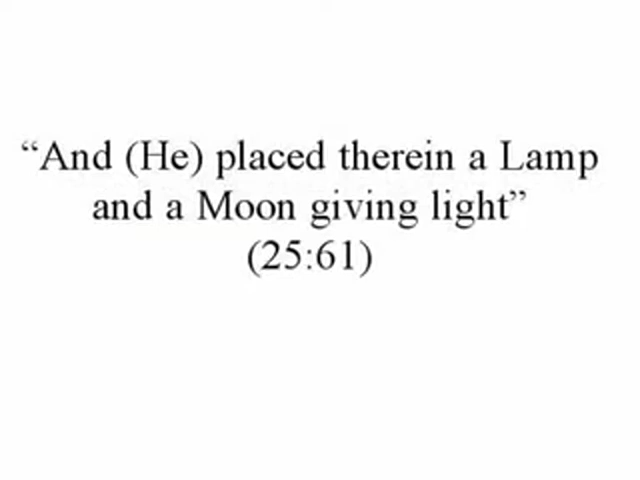 “And (He) placed therein a Lamp
and a Moon giving light”
(25:61)